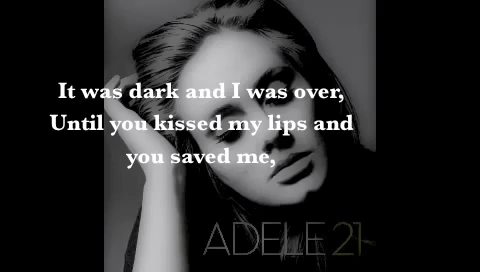 It was dark and I was over,
Until you kissed my lips and
you saved me,
ADELE 21